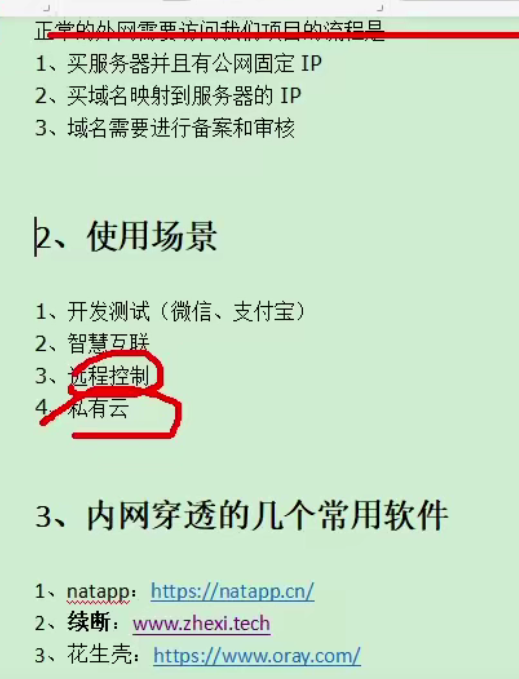 正常的外网需要访问我们项目的流程是
1、买服务器并且有公网固定 IP
2、买域名映射到服务器的 IP
3、域名需要进行备案和审核
2、使用场景
1、开发测试（微信、支付宝）
2、智慧互联
3、远程控制
4、私有云
3、内网穿透的几个常用软件
1、natapp：https://natapp.cn/
2、续断：www.zhexi.tech
3、花生壳：https://www.oray.com/